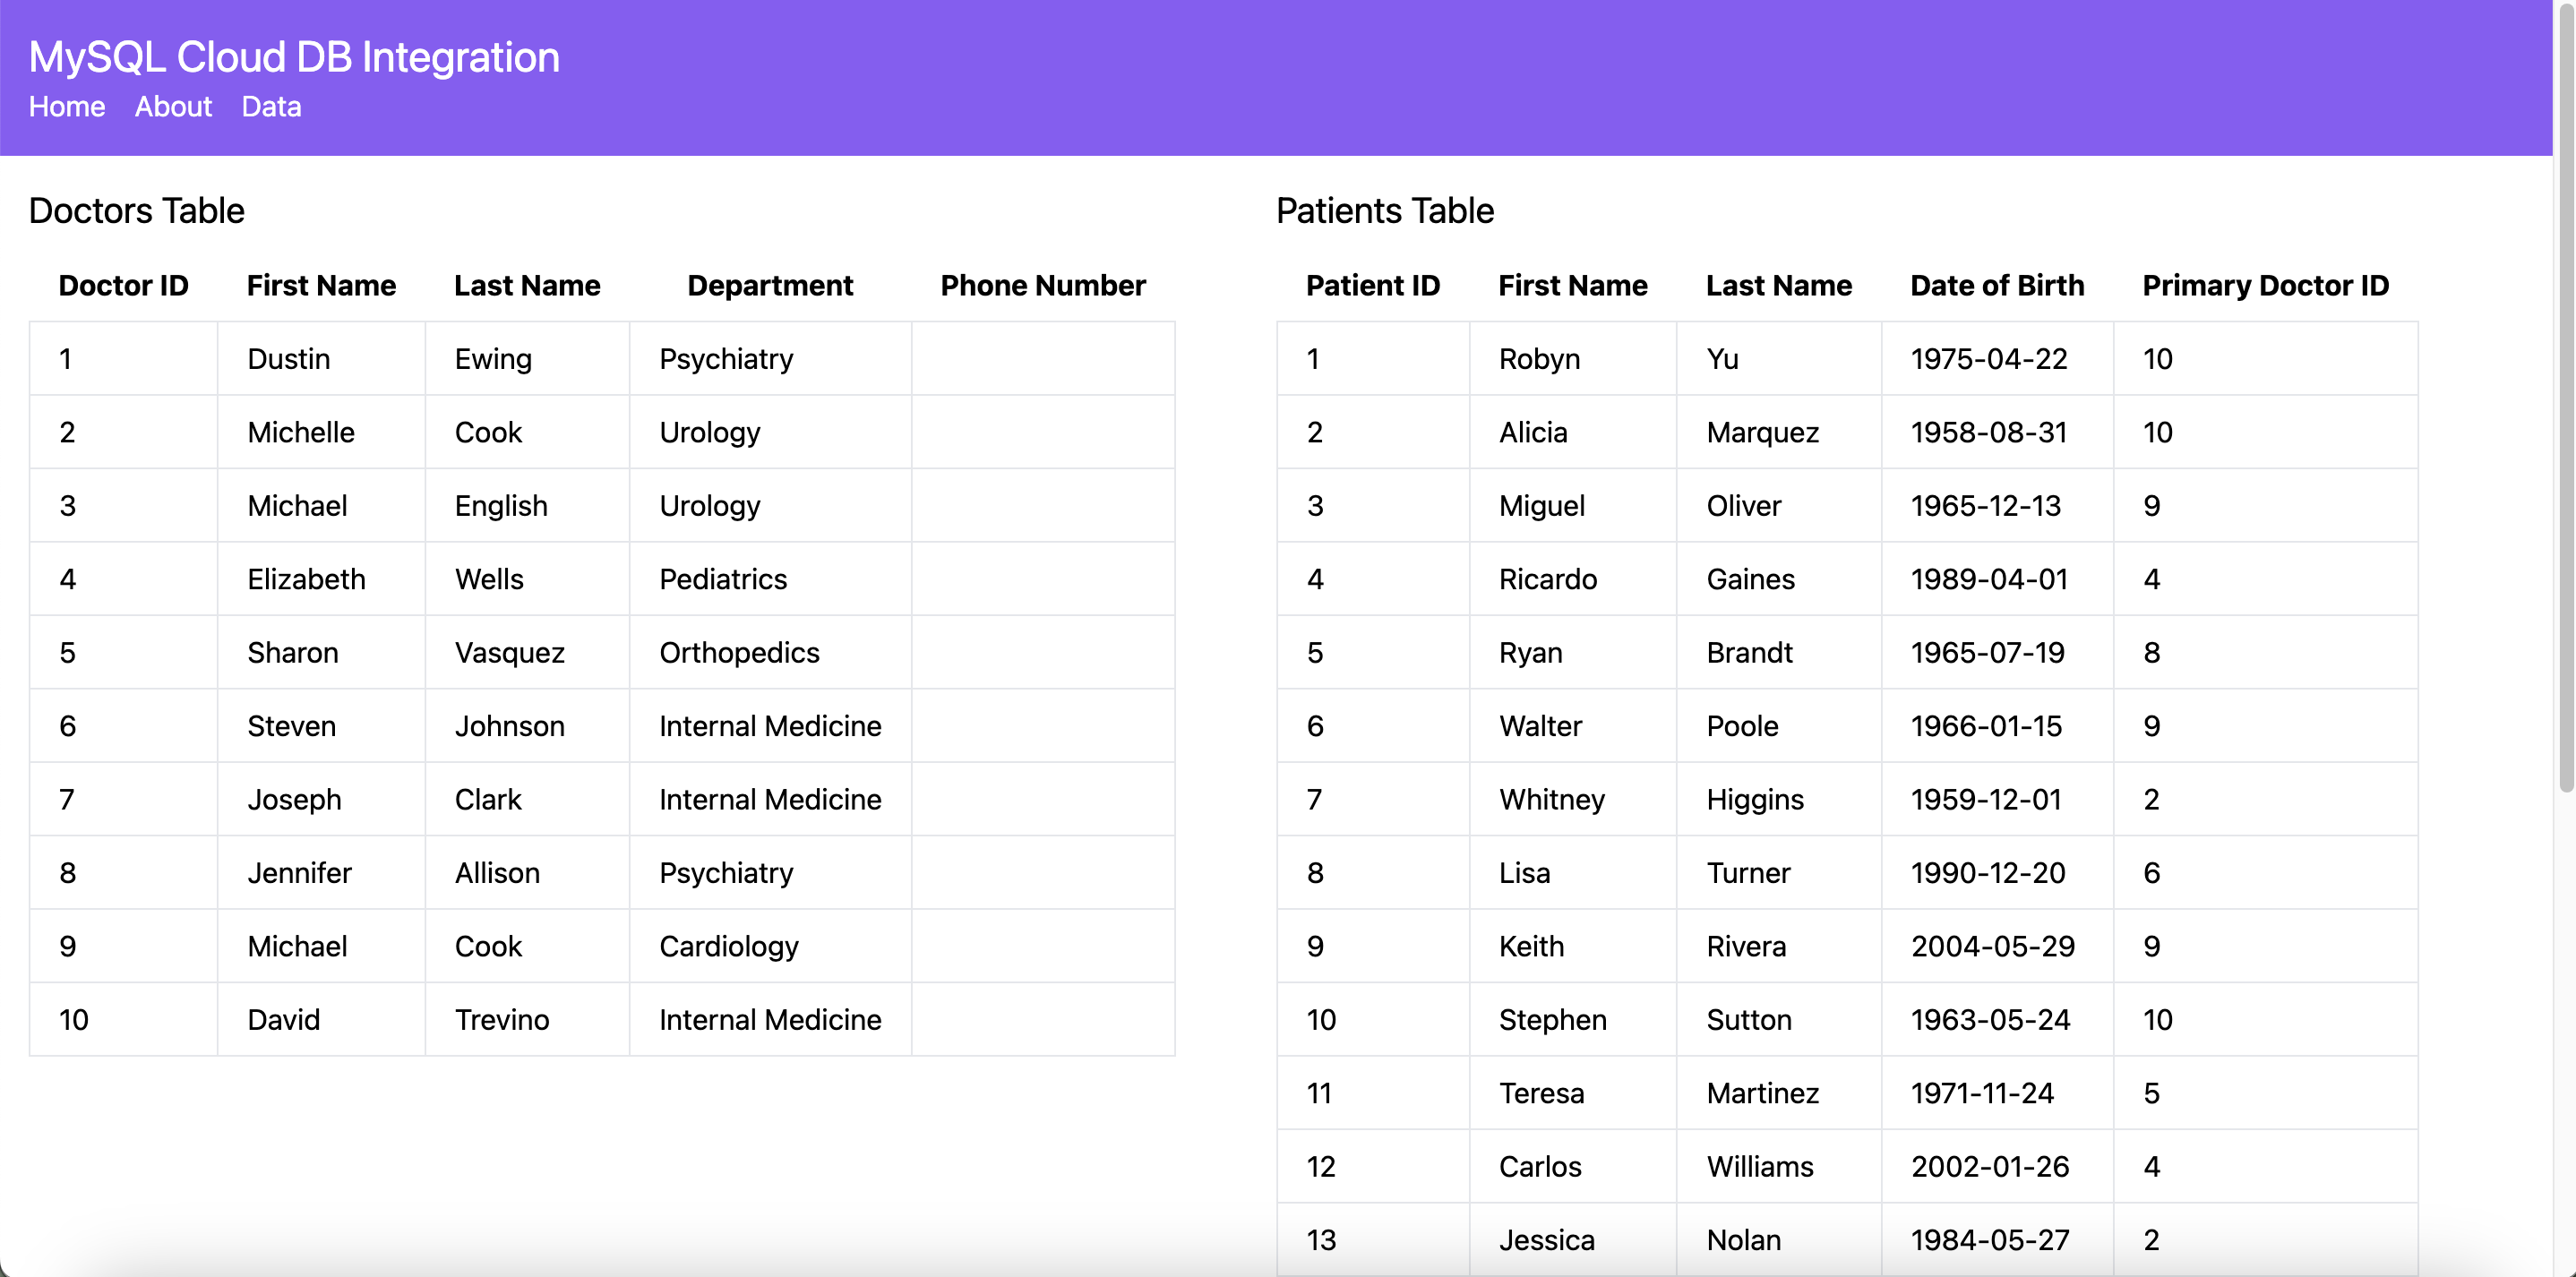 MySQL Cloud DB Integration
Home About Data
Doctors Table
Doctor ID First Name Last Name Department Phone Number
1 Dustin Ewing Psychiatry
2 Michelle Cook Urology
3 Michael English Urology
4 Elizabeth Wells Pediatrics
5 Sharon Vasquez Orthopedics
6 Steven Johnson Internal Medicine
7 Joseph Clark Internal Medicine
8 Jennifer Allison Psychiatry
9 Michael Cook Cardiology
10 David Trevino Internal Medicine
Patients Table
Patient ID First Name Last Name Date of Birth Primary Doctor ID
1 Robyn Yu 1975-04-22 10
2 Alicia Marquez 1958-08-31 10
3 Miguel Oliver 1965-12-13 9
4 Ricardo Gaines 1989-04-01 4
5 Ryan Brandt 1965-07-19 8
6 Walter Poole 1966-01-15 9
7 Whitney Higgins 1959-12-01 2
8 Lisa Turner 1990-12-20 6
9 Keith Rivera 2004-05-29 9
10 Stephen Sutton 1963-05-24 10
11 Teresa Martinez 1971-11-24 5
12 Carlos Williams 2002-01-26 4
13 Jessica Nolan 1984-05-27 2